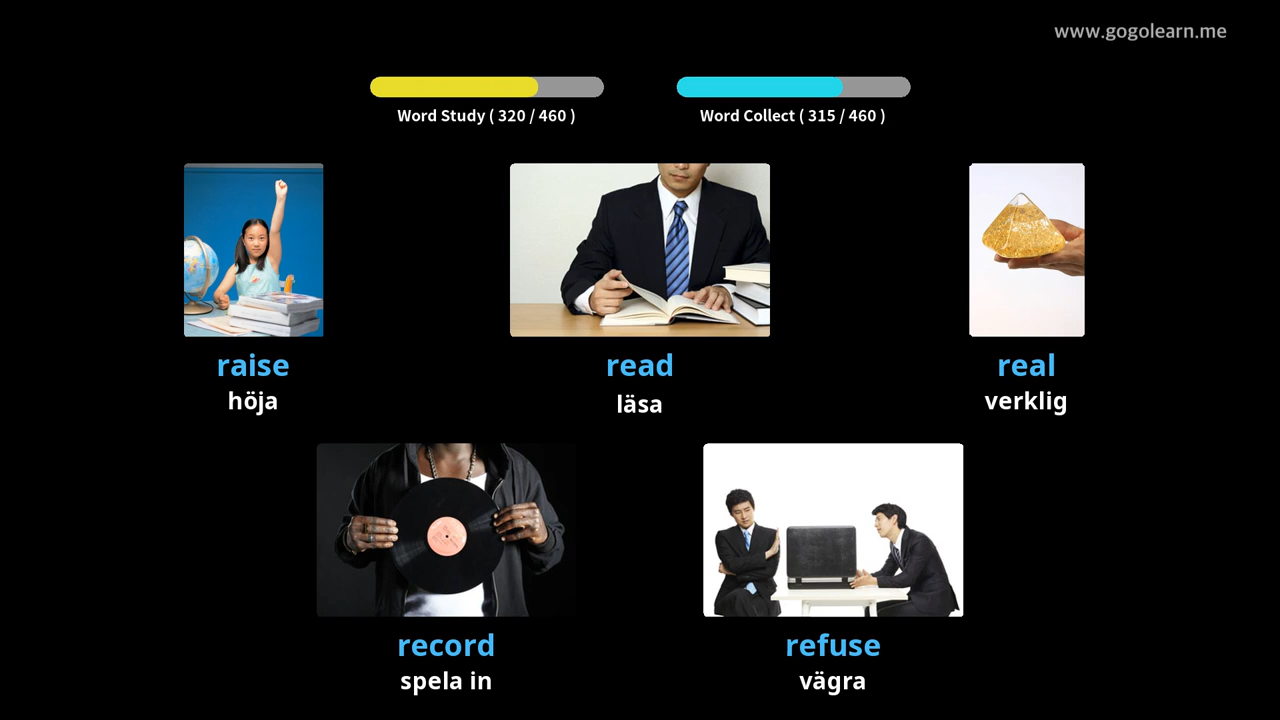 www.gogolearn.me
Word Study ( 320 / 460 )
Word Collect ( 315 / 460 )
raise
höja
read
läsa
real
verklig
record
spela in
refuse
vägra